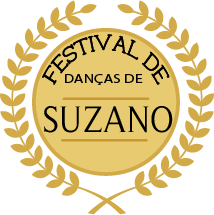 FESTIVAL DE
DANÇAS DE
SUZANO